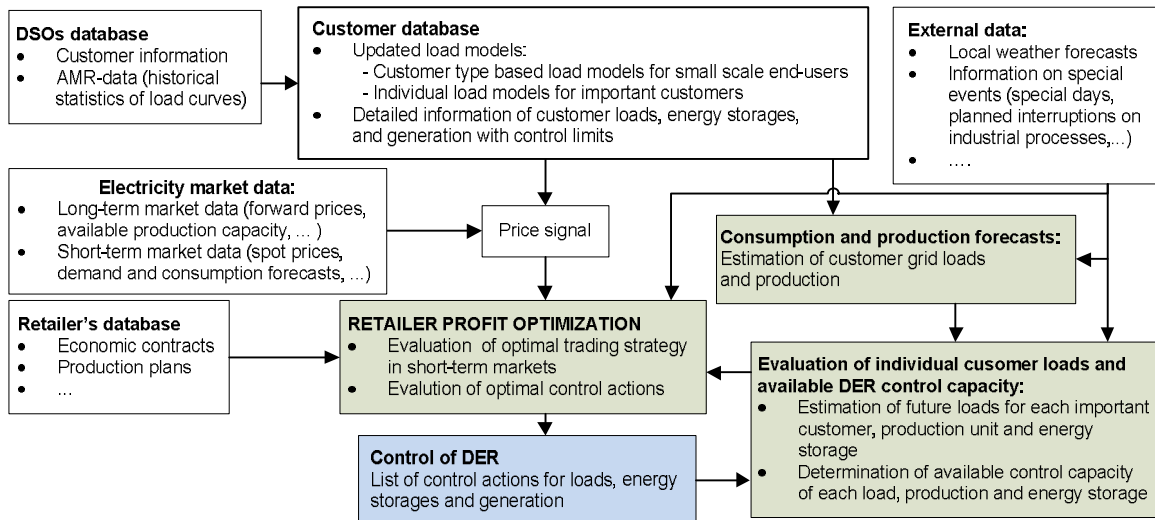 DSOs database
● Customer information
● AMR-data (historical
statistics of load curves)
Customer database
● Updated load models:
- Customer type based load models for small scale end-users
- Individual load models for important customers
● Detailed information of customer loads, energy storages,
and generation with control limits
External data:
● Local weather forecasts
● Information on special
events (special days,
planned interruptions on
industrial processes,...)
● ....
Electricity market data:
● Long-term market data (forward prices,
available production capacity, ... )
● Short-term market data (spot prices,
demand and consumption forecasts, ...)
Price signal
Consumption and production forecasts:
Estimation of customer grid loads
and production
Retailer's database
● Economic contracts
● Production plans
● ...
RETAILER PROFIT OPTIMIZATION
● Evaluation of optimal trading strategy
in short-term markets
● Evalution of optimal control actions
Evaluation of individual cusomer loads and
available DER control capacity:
● Estimation of future loads for each important
customer, production unit and energy
storage
● Determination of available control capacity
of each load, production and energy storage
Control of DER
List of control actions for loads, energy
storages and generation